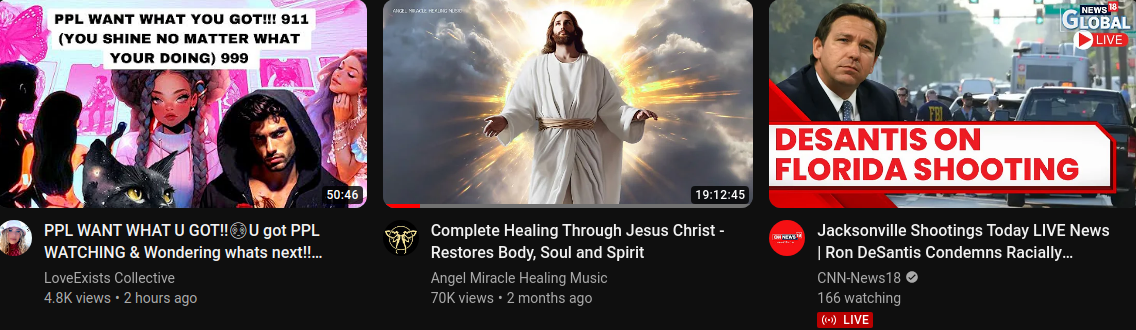 PPL WANT WHAT YOU GOT!!! 911
(YOU SHINE NO MATTER WHAT
YOUR DOING) 999
50:46
PPL WANT WHAT U GOT!!👀U got PPL
WATCHING & Wondering whats next!!...
LoveExists Collective
4.8K views • 2 hours ago
ANGEL MIRACLE HEALING MUSIC
19:12:45
Complete Healing Through Jesus Christ -
Restores Body, Soul and Spirit
Angel Miracle Healing Music
70K views • 2 months ago
NEWS18
GLOBAL
LIVE
FBI
DESANTIS ON
FLORIDA SHOOTING
Jacksonville Shootings Today LIVE News
| Ron DeSantis Condemns Racially...
CNN-News18
166 watching
LIVE